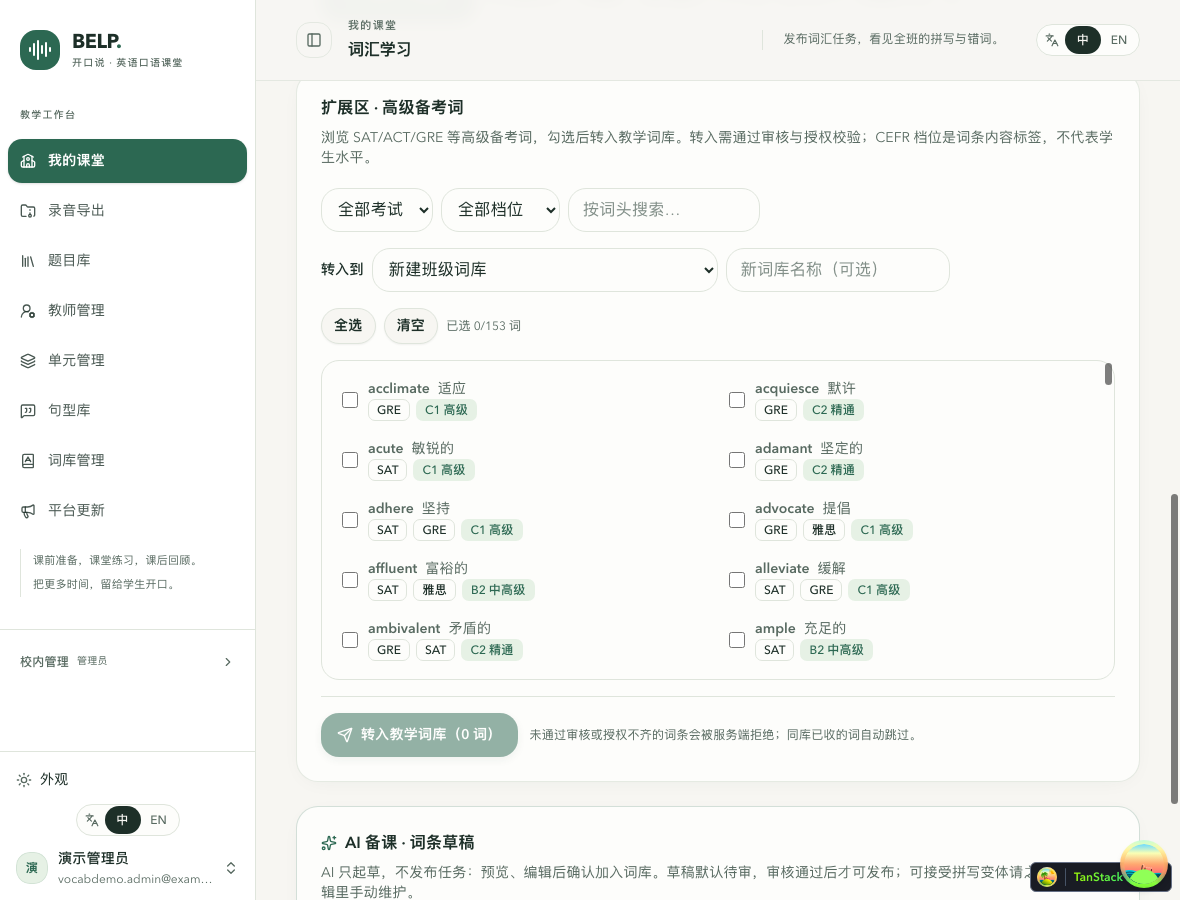 BELP.
开口说 · 英语口语课堂
教学工作台
我的课堂
录音导出
题目库
教师管理
单元管理
句型库
词库管理
平台更新
课前准备，课堂练习，课后回顾。
把更多时间，留给学生开口。
校内管理 管理员
外观
中 EN
演 演示管理员
vocabdemo.admin@exam…
我的课堂
词汇学习
发布词汇任务，看见全班的拼写与错词。
中 EN
扩展区 · 高级备考词
浏览 SAT/ACT/GRE 等高级备考词，勾选后转入教学词库。转入需通过审核与授权校验；CEFR 档位是词条内容标签，不代表学
生水平。
全部考试 全部档位 按词头搜索…
转入到 新建班级词库 新词库名称（可选）
全选 清空 已选 0/153 词
acclimate 适应
GRE C1 高级
acquiesce 默许
GRE C2 精通
acute 敏锐的
SAT C1 高级
adamant 坚定的
GRE C2 精通
adhere 坚持
SAT GRE C1 高级
advocate 提倡
GRE 雅思 C1 高级
affluent 富裕的
SAT 雅思 B2 中高级
alleviate 缓解
SAT GRE C1 高级
ambivalent 矛盾的
GRE SAT C2 精通
ample 充足的
SAT B2 中高级
转入教学词库（0 词） 未通过审核或授权不齐的词条会被服务端拒绝；同库已收的词自动跳过。
AI 备课 · 词条草稿
AI 只起草，不发布任务：预览、编辑后确认加入词库。草稿默认待审，审核通过后才可发布；可接受拼写变体请
辑里手动维护。
TanStack